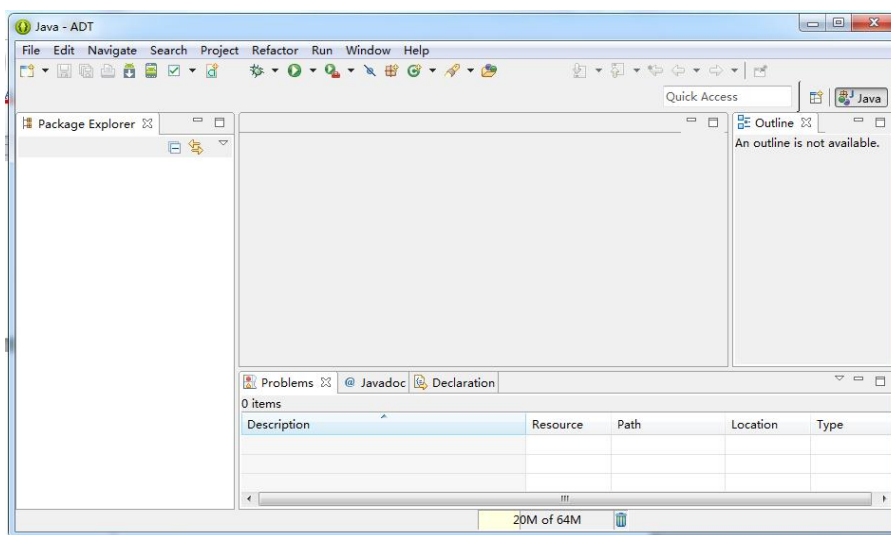 Java - ADT
File Edit Navigate Search Project Refactor Run Window Help
Quick Access
Java
Package Explorer
Outline
An outline is not available.
Problems @ Javadoc Declaration
0 items
Description Resource Path Location Type
20M of 64M